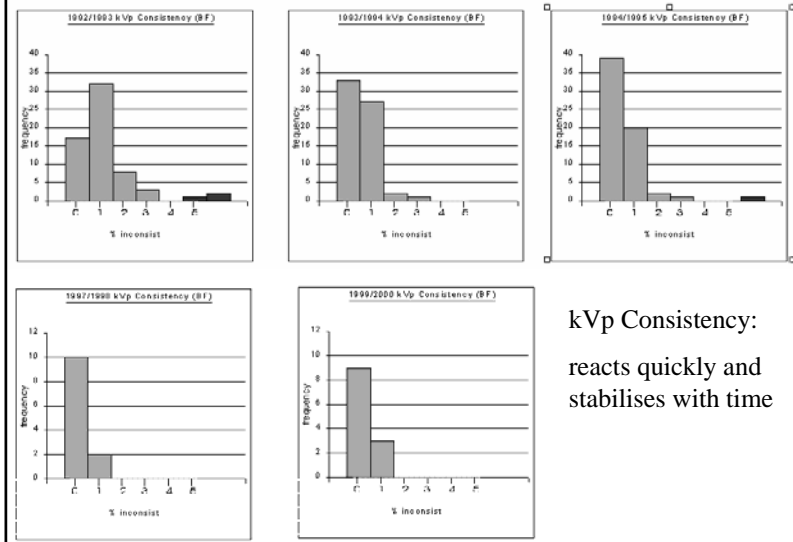 1992/1993 kVp Consistency (BF)
40
35
30
25
20
15
10
5
0
frequency
0 1 2 3 4 5
% inconsist
1993/1994 kVp Consistency (BF)
40
35
30
25
20
15
10
5
0
frequency
0 1 2 3 4 5
% inconsist
1994/1995 kVp Consistency (BF)
40
35
30
25
20
15
10
5
0
frequency
0 1 2 3 4 5
% inconsist
1997/1998 kVp Consistency (BF)
12
10
8
6
4
2
0
frequency
0 1 2 3 4 5
% inconsist
1999/2000 kVp Consistency (BF)
12
10
8
6
4
2
0
frequency
0 1 2 3 4 5
% inconsist
kVp Consistency:
reacts quickly and
stabilises with time